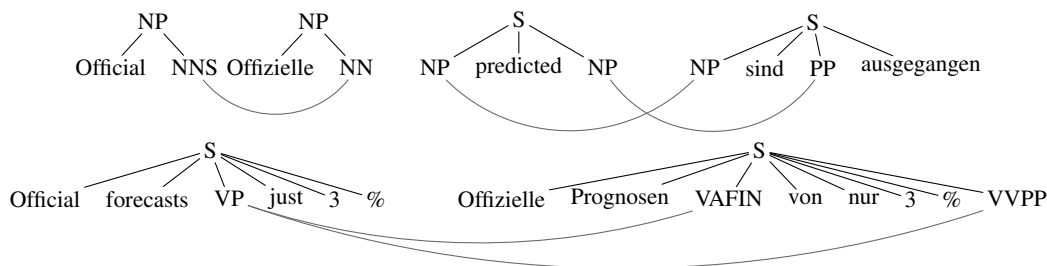 NP NP S S
Official NNS Offizielle NN NP predicted NP NP sind PP ausgegangen
S S
Official forecasts VP just 3 % Offizielle Prognosen VAFIN von nur 3 % VVPP